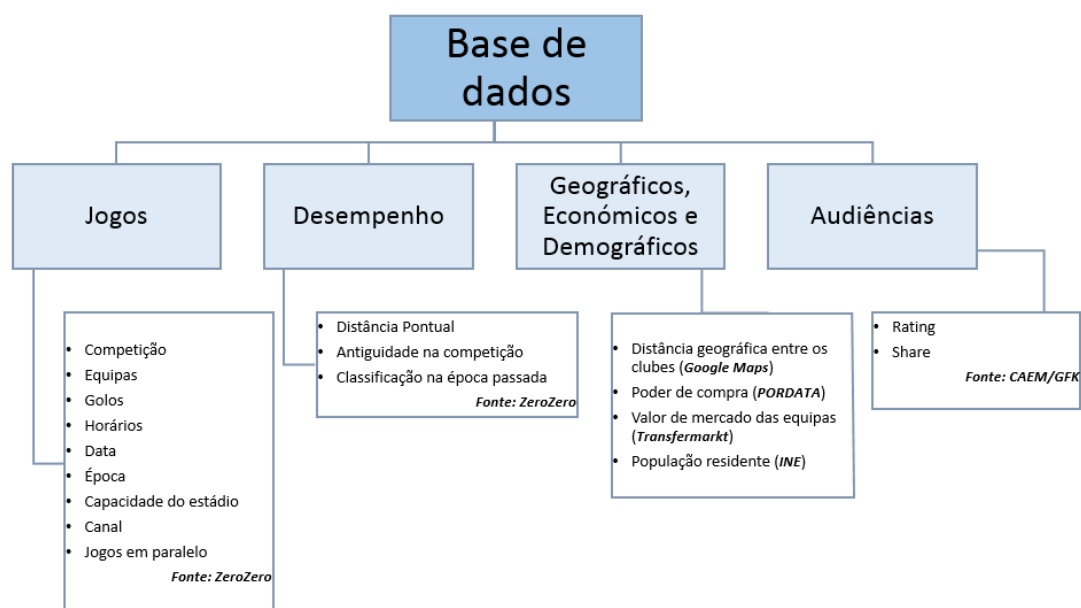 Base de
dados
Jogos
Desempenho
Geográficos,
Económicos e
Demográficos
Audiências
• Competição
• Equipas
• Golos
• Horários
• Data
• Época
• Capacidade do estádio
• Canal
• Jogos em paralelo
Fonte: ZeroZero
• Distância Pontual
• Antiguidade na competição
• Classificação na época passada
Fonte: ZeroZero
• Distância geográfica entre os
clubes (Google Maps)
• Poder de compra (PORDATA)
• Valor de mercado das equipas
(Transfermarkt)
• População residente (INE)
• Rating
• Share
Fonte: CAEM/GFK